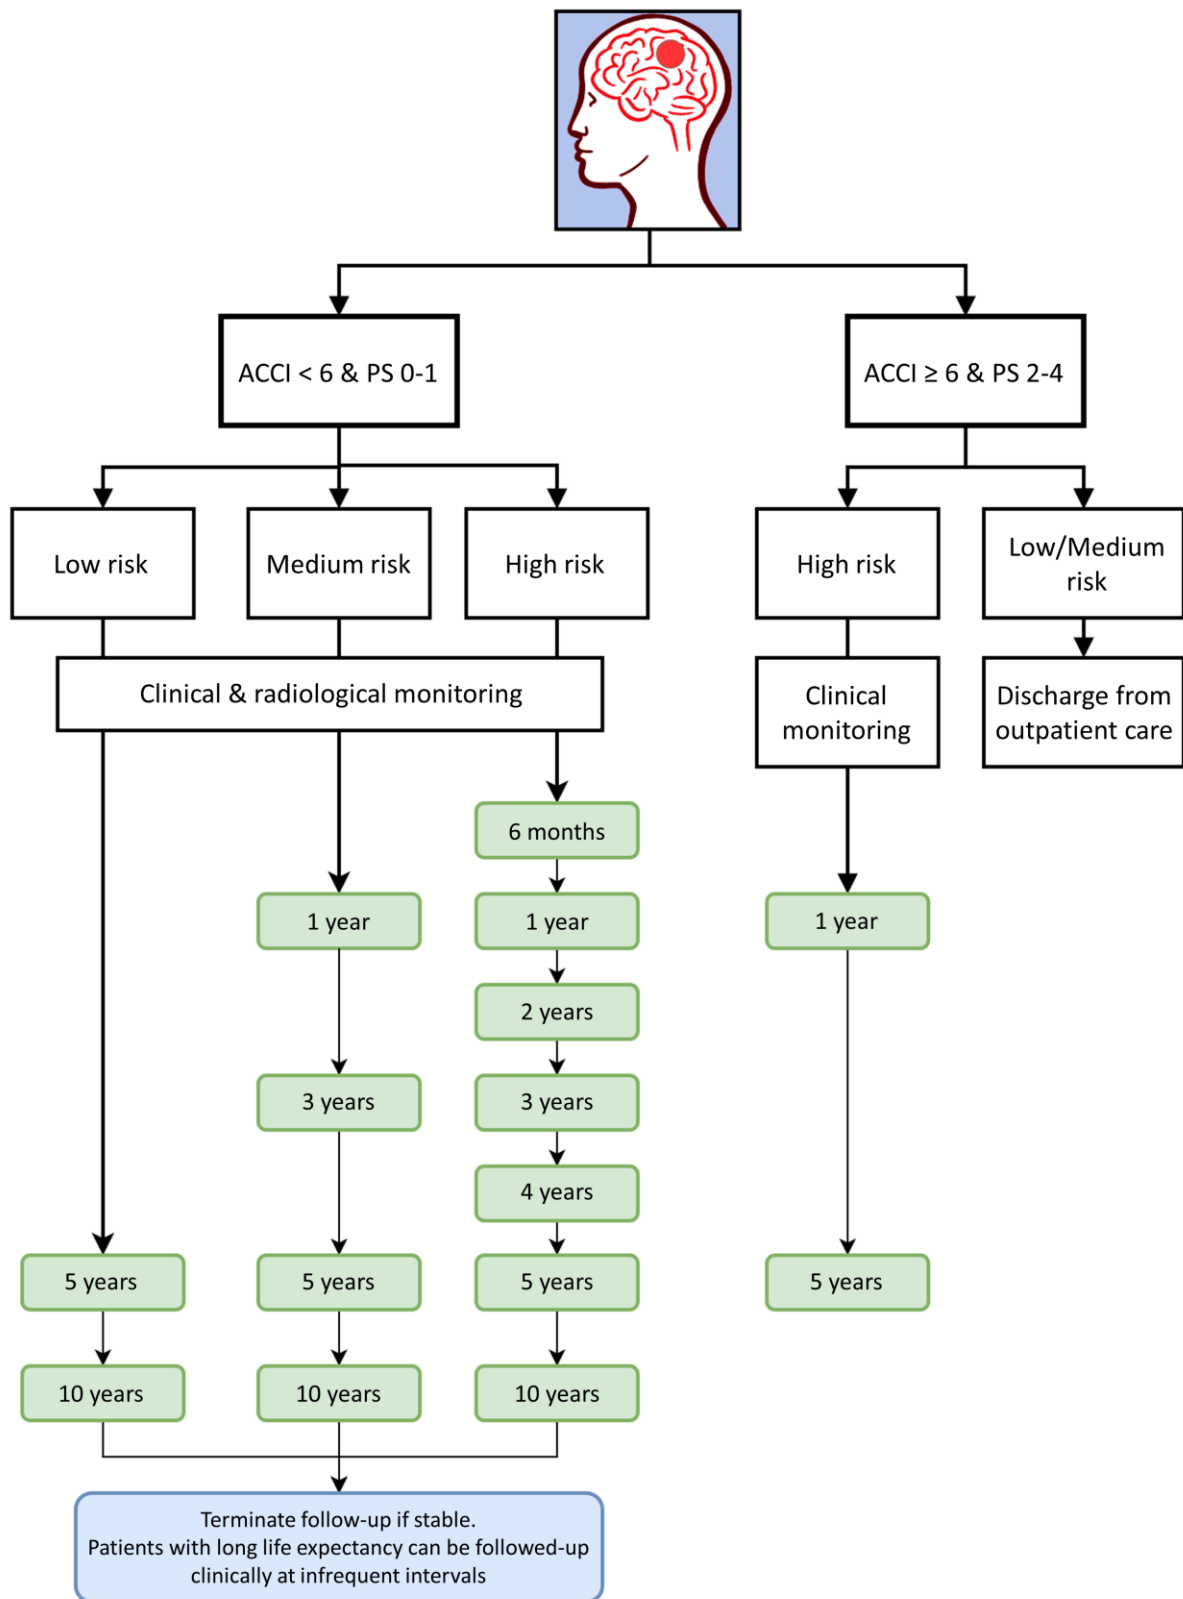 ACCI < 6 & PS 0-1
ACCI ≥ 6 & PS 2-4
Low risk
Medium risk
High risk
High risk
Low/Medium
risk
Clinical & radiological monitoring
Clinical
monitoring
Discharge from
outpatient care
6 months
1 year
1 year
1 year
2 years
3 years
3 years
4 years
5 years
5 years
5 years
5 years
10 years
10 years
10 years
Terminate follow-up if stable.
Patients with long life expectancy can be followed-up
clinically at infrequent intervals